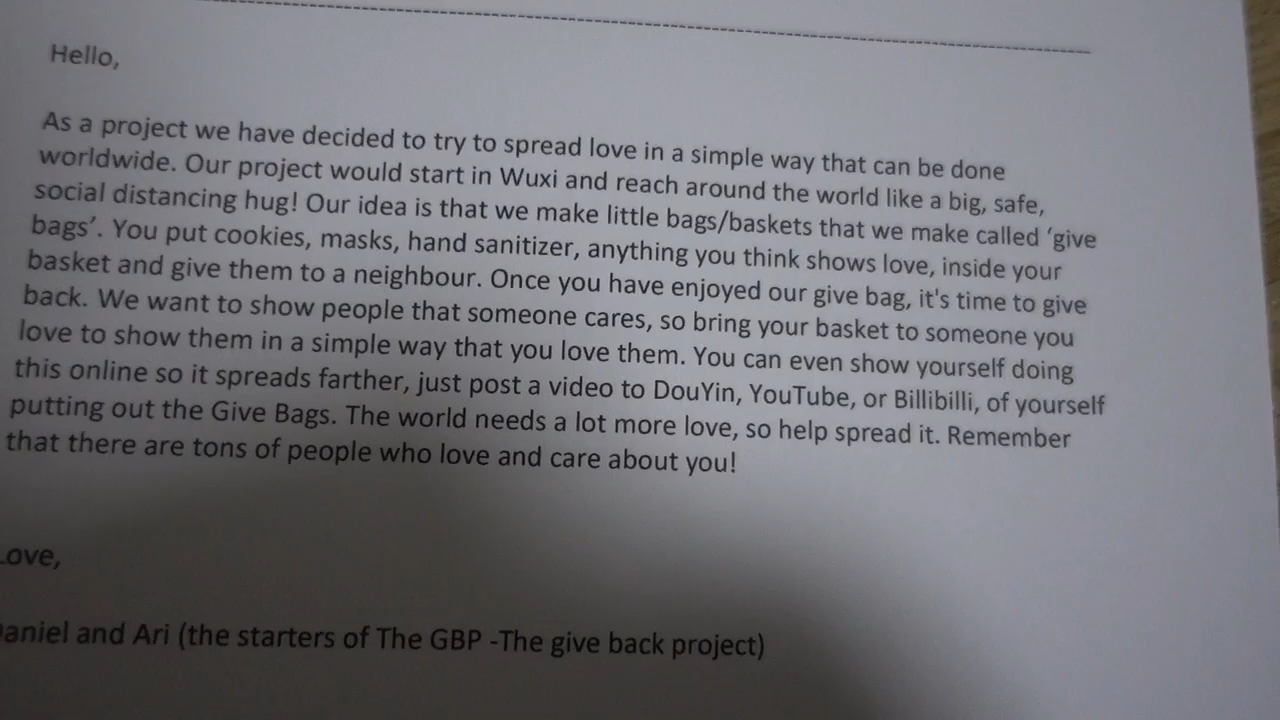 Hello,
As a project we have decided to try to spread love in a simple way that can be done
worldwide. Our project would start in Wuxi and reach around the world like a big, safe,
social distancing hug! Our idea is that we make little bags/baskets that we make called ‘give
bags’. You put cookies, masks, hand sanitizer, anything you think shows love, inside your
basket and give them to a neighbour. Once you have enjoyed our give bag, it's time to give
back. We want to show people that someone cares, so bring your basket to someone you
love to show them in a simple way that you love them. You can even show yourself doing
this online so it spreads farther, just post a video to DouYin, YouTube, or Billibilli, of yourself
putting out the Give Bags. The world needs a lot more love, so help spread it. Remember
that there are tons of people who love and care about you!
Love,
Daniel and Ari (the starters of The GBP -The give back project)